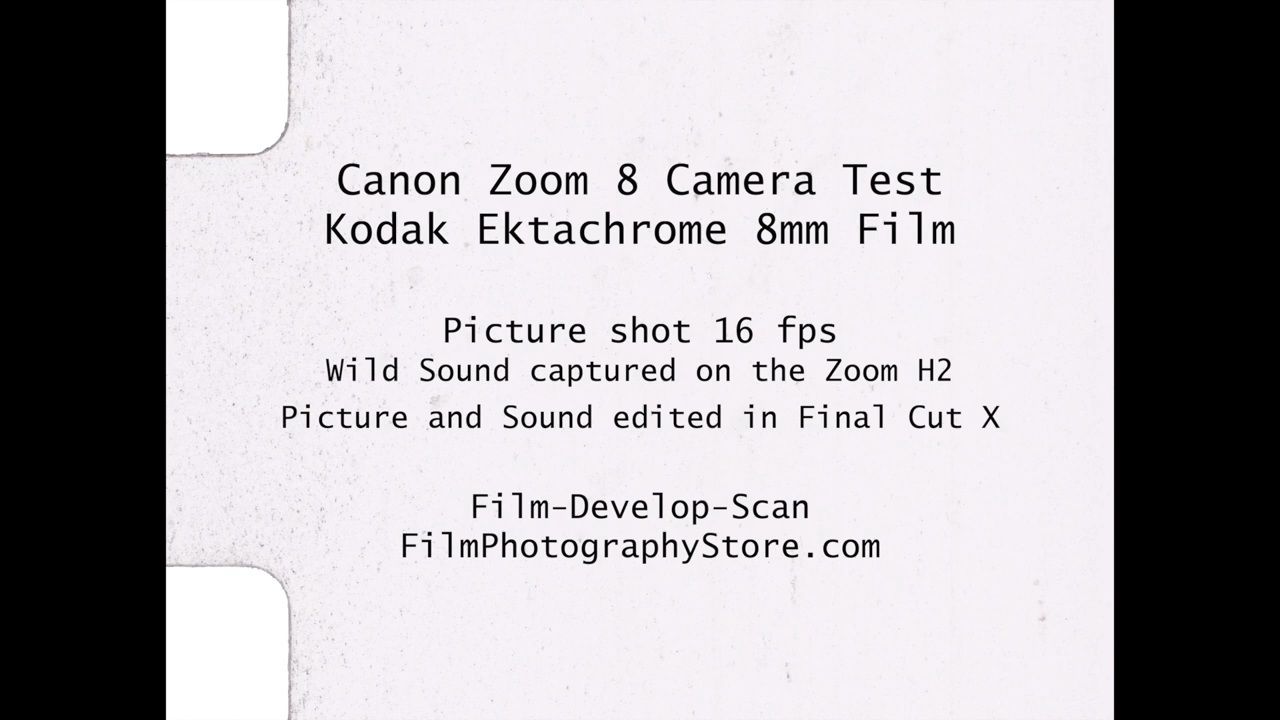 Canon Zoom 8 Camera Test
Kodak Ektachrome 8mm Film
Picture shot 16 fps
Wild Sound captured on the Zoom H2
Picture and Sound edited in Final Cut X
Film-Develop-Scan
FilmPhotographyStore.com